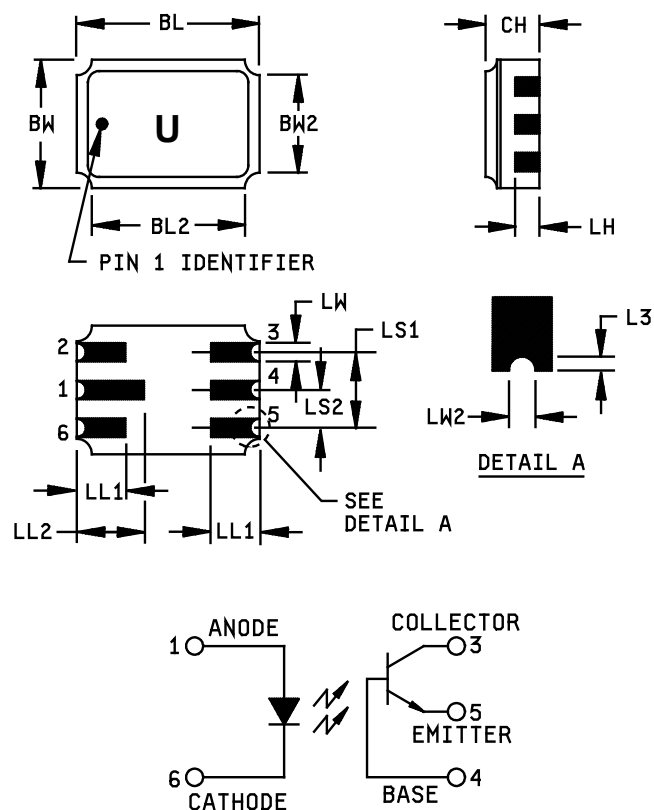 BL
CH
BW
U
BW2
BL2
LH
PIN 1 IDENTIFIER
LW
3
LS1
L3
2
1
4
LS2
6
5
LW2
DETAIL A
LL1
SEE
DETAIL A
LL2
LL1
ANODE
COLLECTOR
1
3
5
EMITTER
6
4
CATHODE
BASE